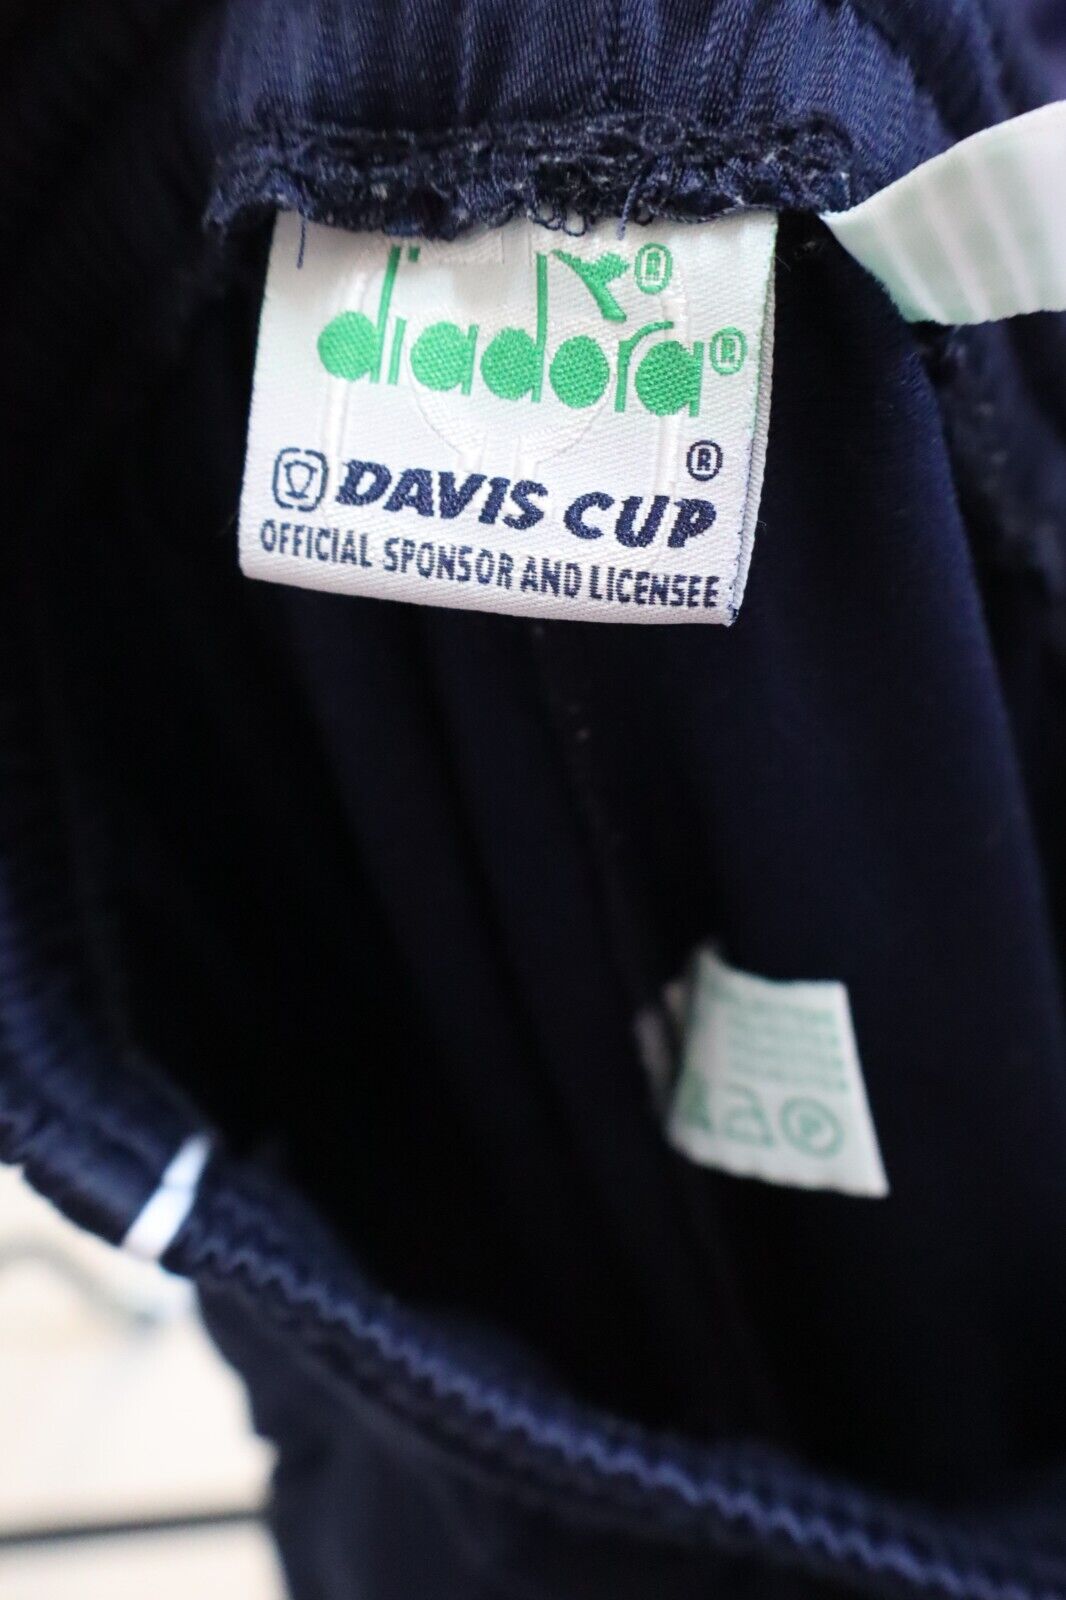 ®
diadora®
®
DAVIS CUP
OFFICIAL SPONSOR AND LICENSEE